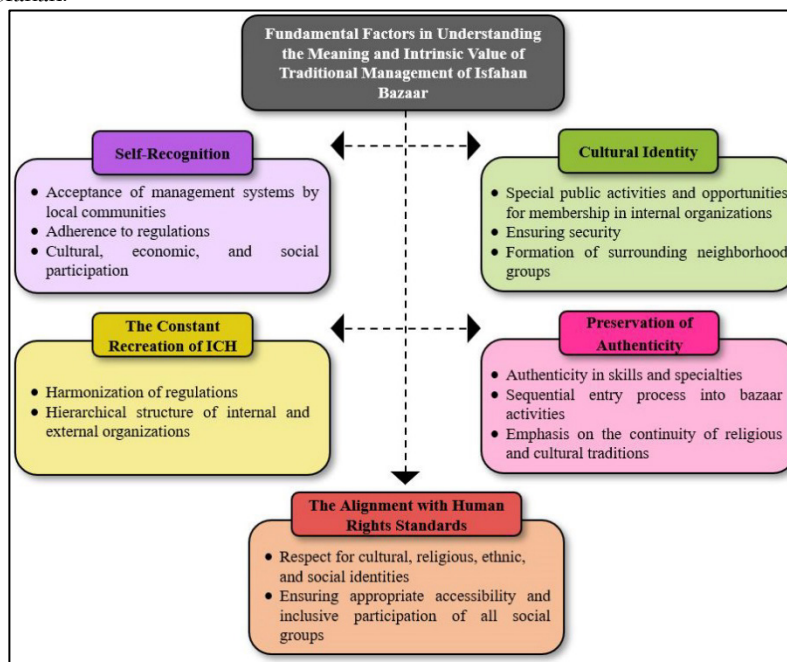 Fundamental Factors in Understanding
the Meaning and Intrinsic Value of
Traditional Management of Isfahan
Bazaar
Self-Recognition
● Acceptance of management systems by
local communities
● Adherence to regulations
● Cultural, economic, and social
participation
Cultural Identity
● Special public activities and opportunities
for membership in internal organizations
● Ensuring security
● Formation of surrounding neighborhood
groups
The Constant
Recreation of ICH
● Harmonization of regulations
● Hierarchical structure of internal and
external organizations
Preservation of
Authenticity
● Authenticity in skills and specialties
● Sequential entry process into bazaar
activities
● Emphasis on the continuity of religious
and cultural traditions
The Alignment with Human
Rights Standards
● Respect for cultural, religious, ethnic,
and social identities
● Ensuring appropriate accessibility and
inclusive participation of all social
groups